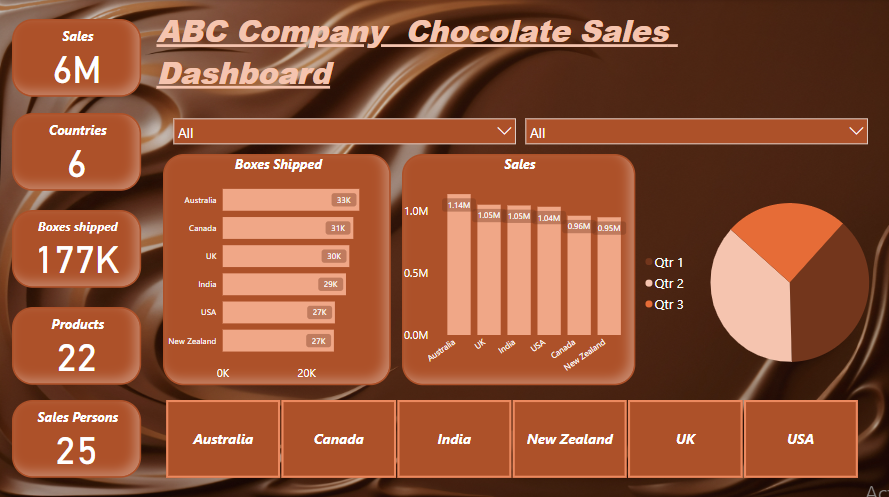 ABC Company Chocolate Sales
Dashboard
Sales
6M
Countries
6
Boxes shipped
177K
Products
22
Sales Persons
25
All
All
Boxes Shipped
Australia
33K
Canada
31K
UK
30K
India
29K
USA
27K
New Zealand
27K
0K 20K
Sales
1.0M
0.5M
0.0M
1.14M
1.05M
1.05M
1.04M
0.96M
0.95M
Australia
UK
India
USA
Canada
New Zealand
Qtr 1
Qtr 2
Qtr 3
Australia
Canada
India
New Zealand
UK
USA